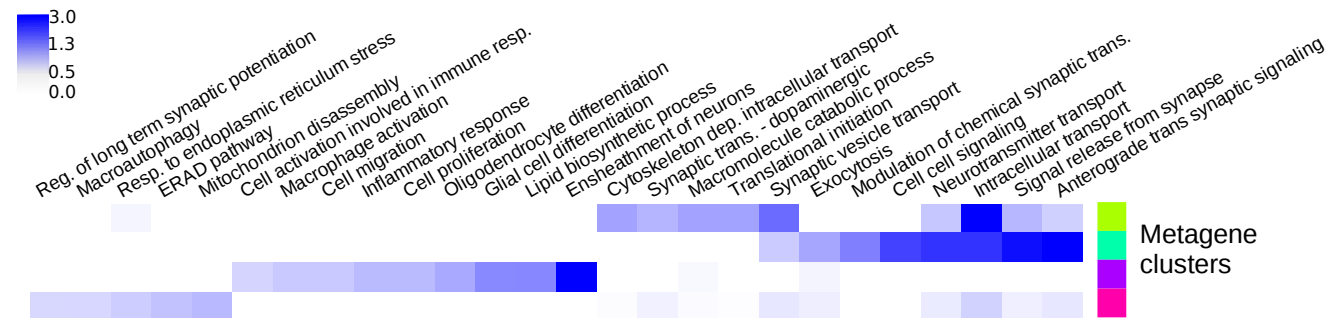 3.0
1.3
0.5
0.0
Reg. of long term synaptic potentiation
Macroautophagy
Resp. to endoplasmic reticulum stress
ERAD pathway
Mitochondrion disassembly
Cell activation involved in immune resp.
Macrophage activation
Cell migration
Inflammatory response
Cell proliferation
Oligodendrocyte differentiation
Glial cell differentiation
Lipid biosynthetic process
Ensheathment of neurons
Cytoskeleton dep. intracellular transport
Synaptic trans. - dopaminergic
Macromolecule catabolic process
Translational initiation
Synaptic vesicle transport
Exocytosis
Modulation of chemical synaptic trans.
Cell cell signaling
Neurotransmitter transport
Intracellular transport
Signal release from synapse
Anterograde trans synaptic signaling
Metagene
clusters